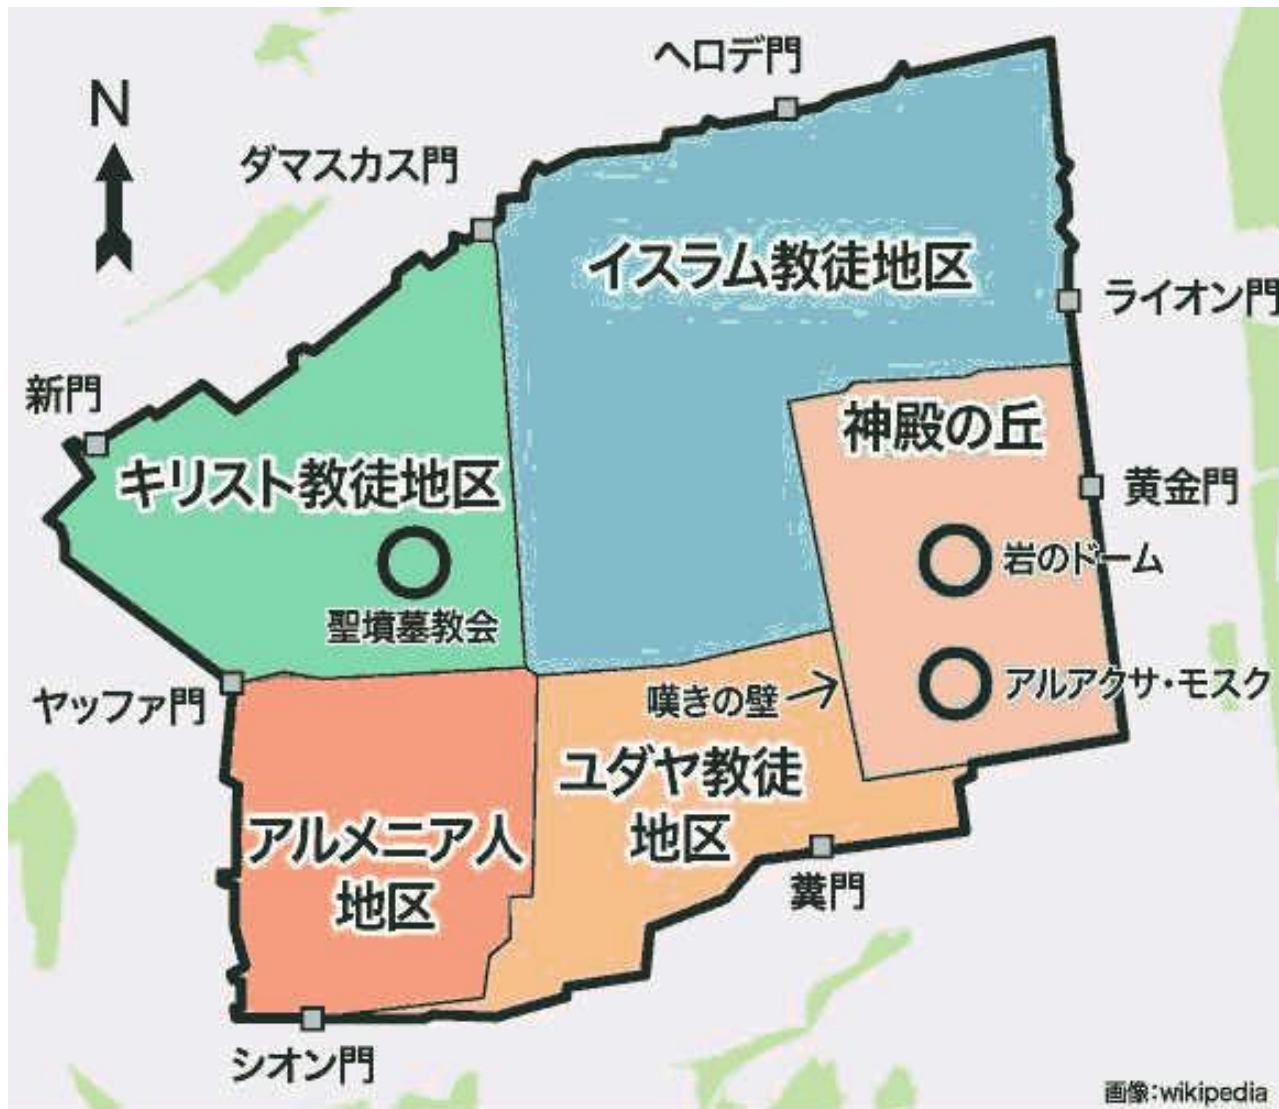 ヘロデ門
N
ダマスカス門
イスラム教徒地区
ライオン門
新門
神殿の丘
キリスト教徒地区
黄金門
岩のドーム
聖墳墓教会
ヤッファ門
嘆きの壁
アルアクサ・モスク
ユダヤ教徒
地区
アルメニア人
地区
糞門
シオン門
画像:wikipedia